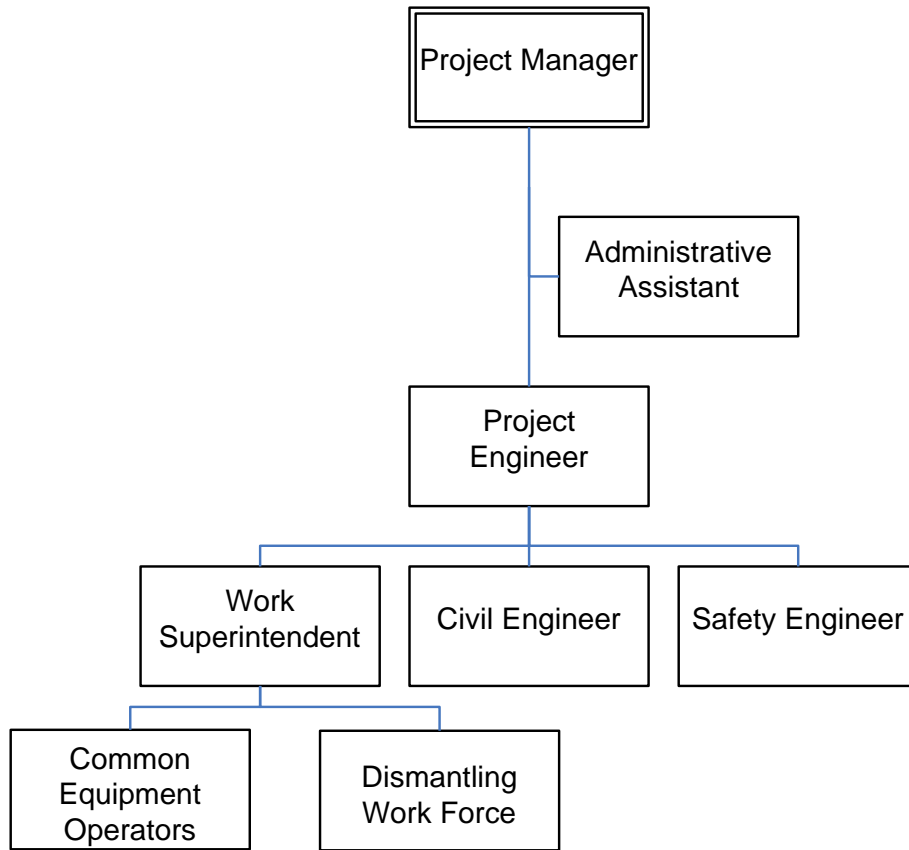 Project Manager
Administrative
Assistant
Project
Engineer
Work
Superintendent
Civil Engineer
Safety Engineer
Common
Equipment
Operators
Dismantling
Work Force